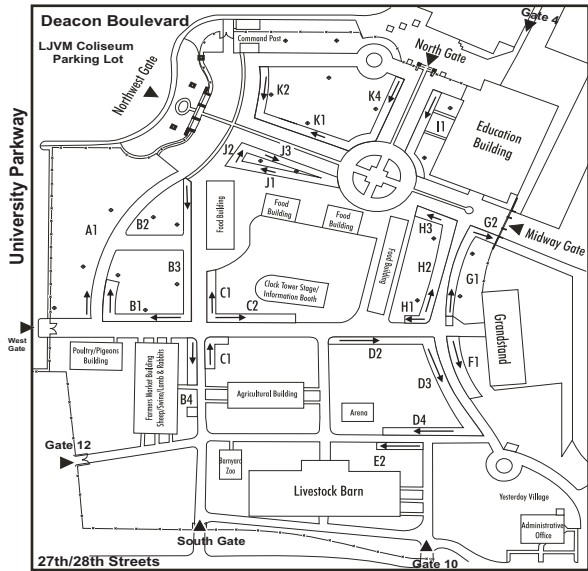 Deacon Boulevard
Gate 4
LJVM Coliseum
Parking Lot
Command Post
Northwest Gate
North Gate
K2
K4
K1
I1
Education
Building
J2
J3
J1
University Parkway
A1
B2
Food Building
Food
Building
Food
Building
Food Building
H3
G2
Midway Gate
B3
H2
G1
C1
Clock Tower Stage/
Information Booth
B1
C2
H1
Grandstand
West
Gate
Poultry/Pigeons
Building
Farmers Market Building
Sheep/Swine/Lamb & Rabbits
C1
D2
F1
D3
B4
Agricultural Building
Arena
D4
Gate 12
Barnyard
Zoo
E2
Livestock Barn
Yesterday Village
South Gate
Administrative
Office
Gate 10
27th/28th Streets